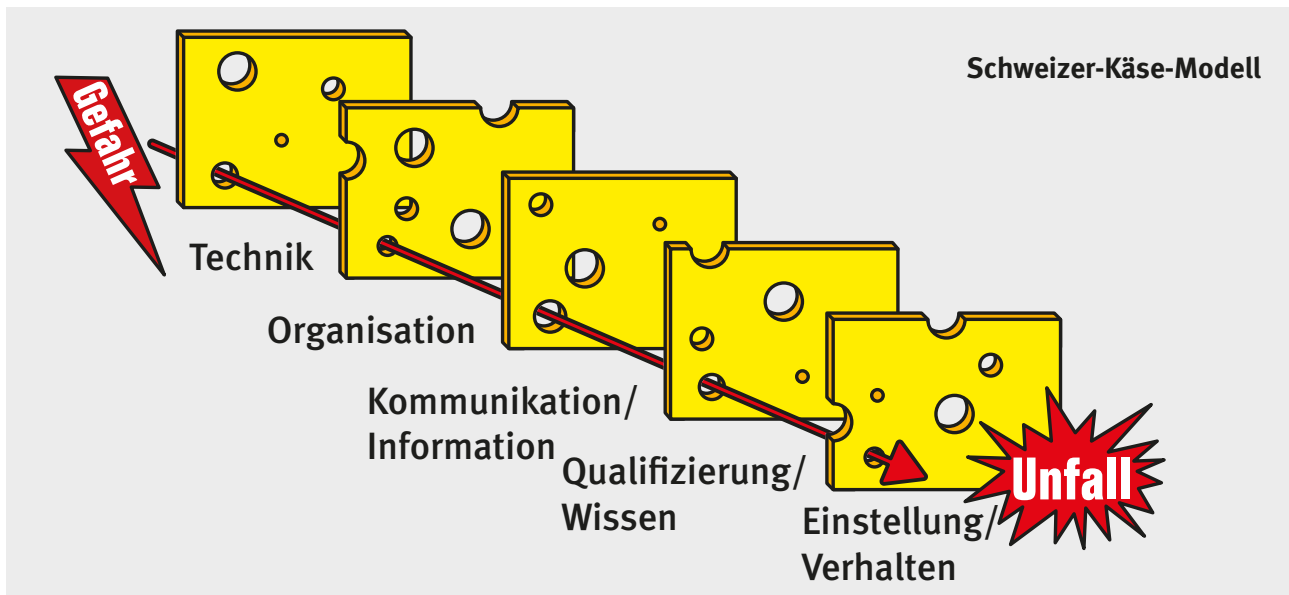 Schweizer-Käse-Modell
Gefahr
Technik
Organisation
Kommunikation/
Information
Qualifizierung/
Wissen
Einstellung/
Verhalten
Unfall